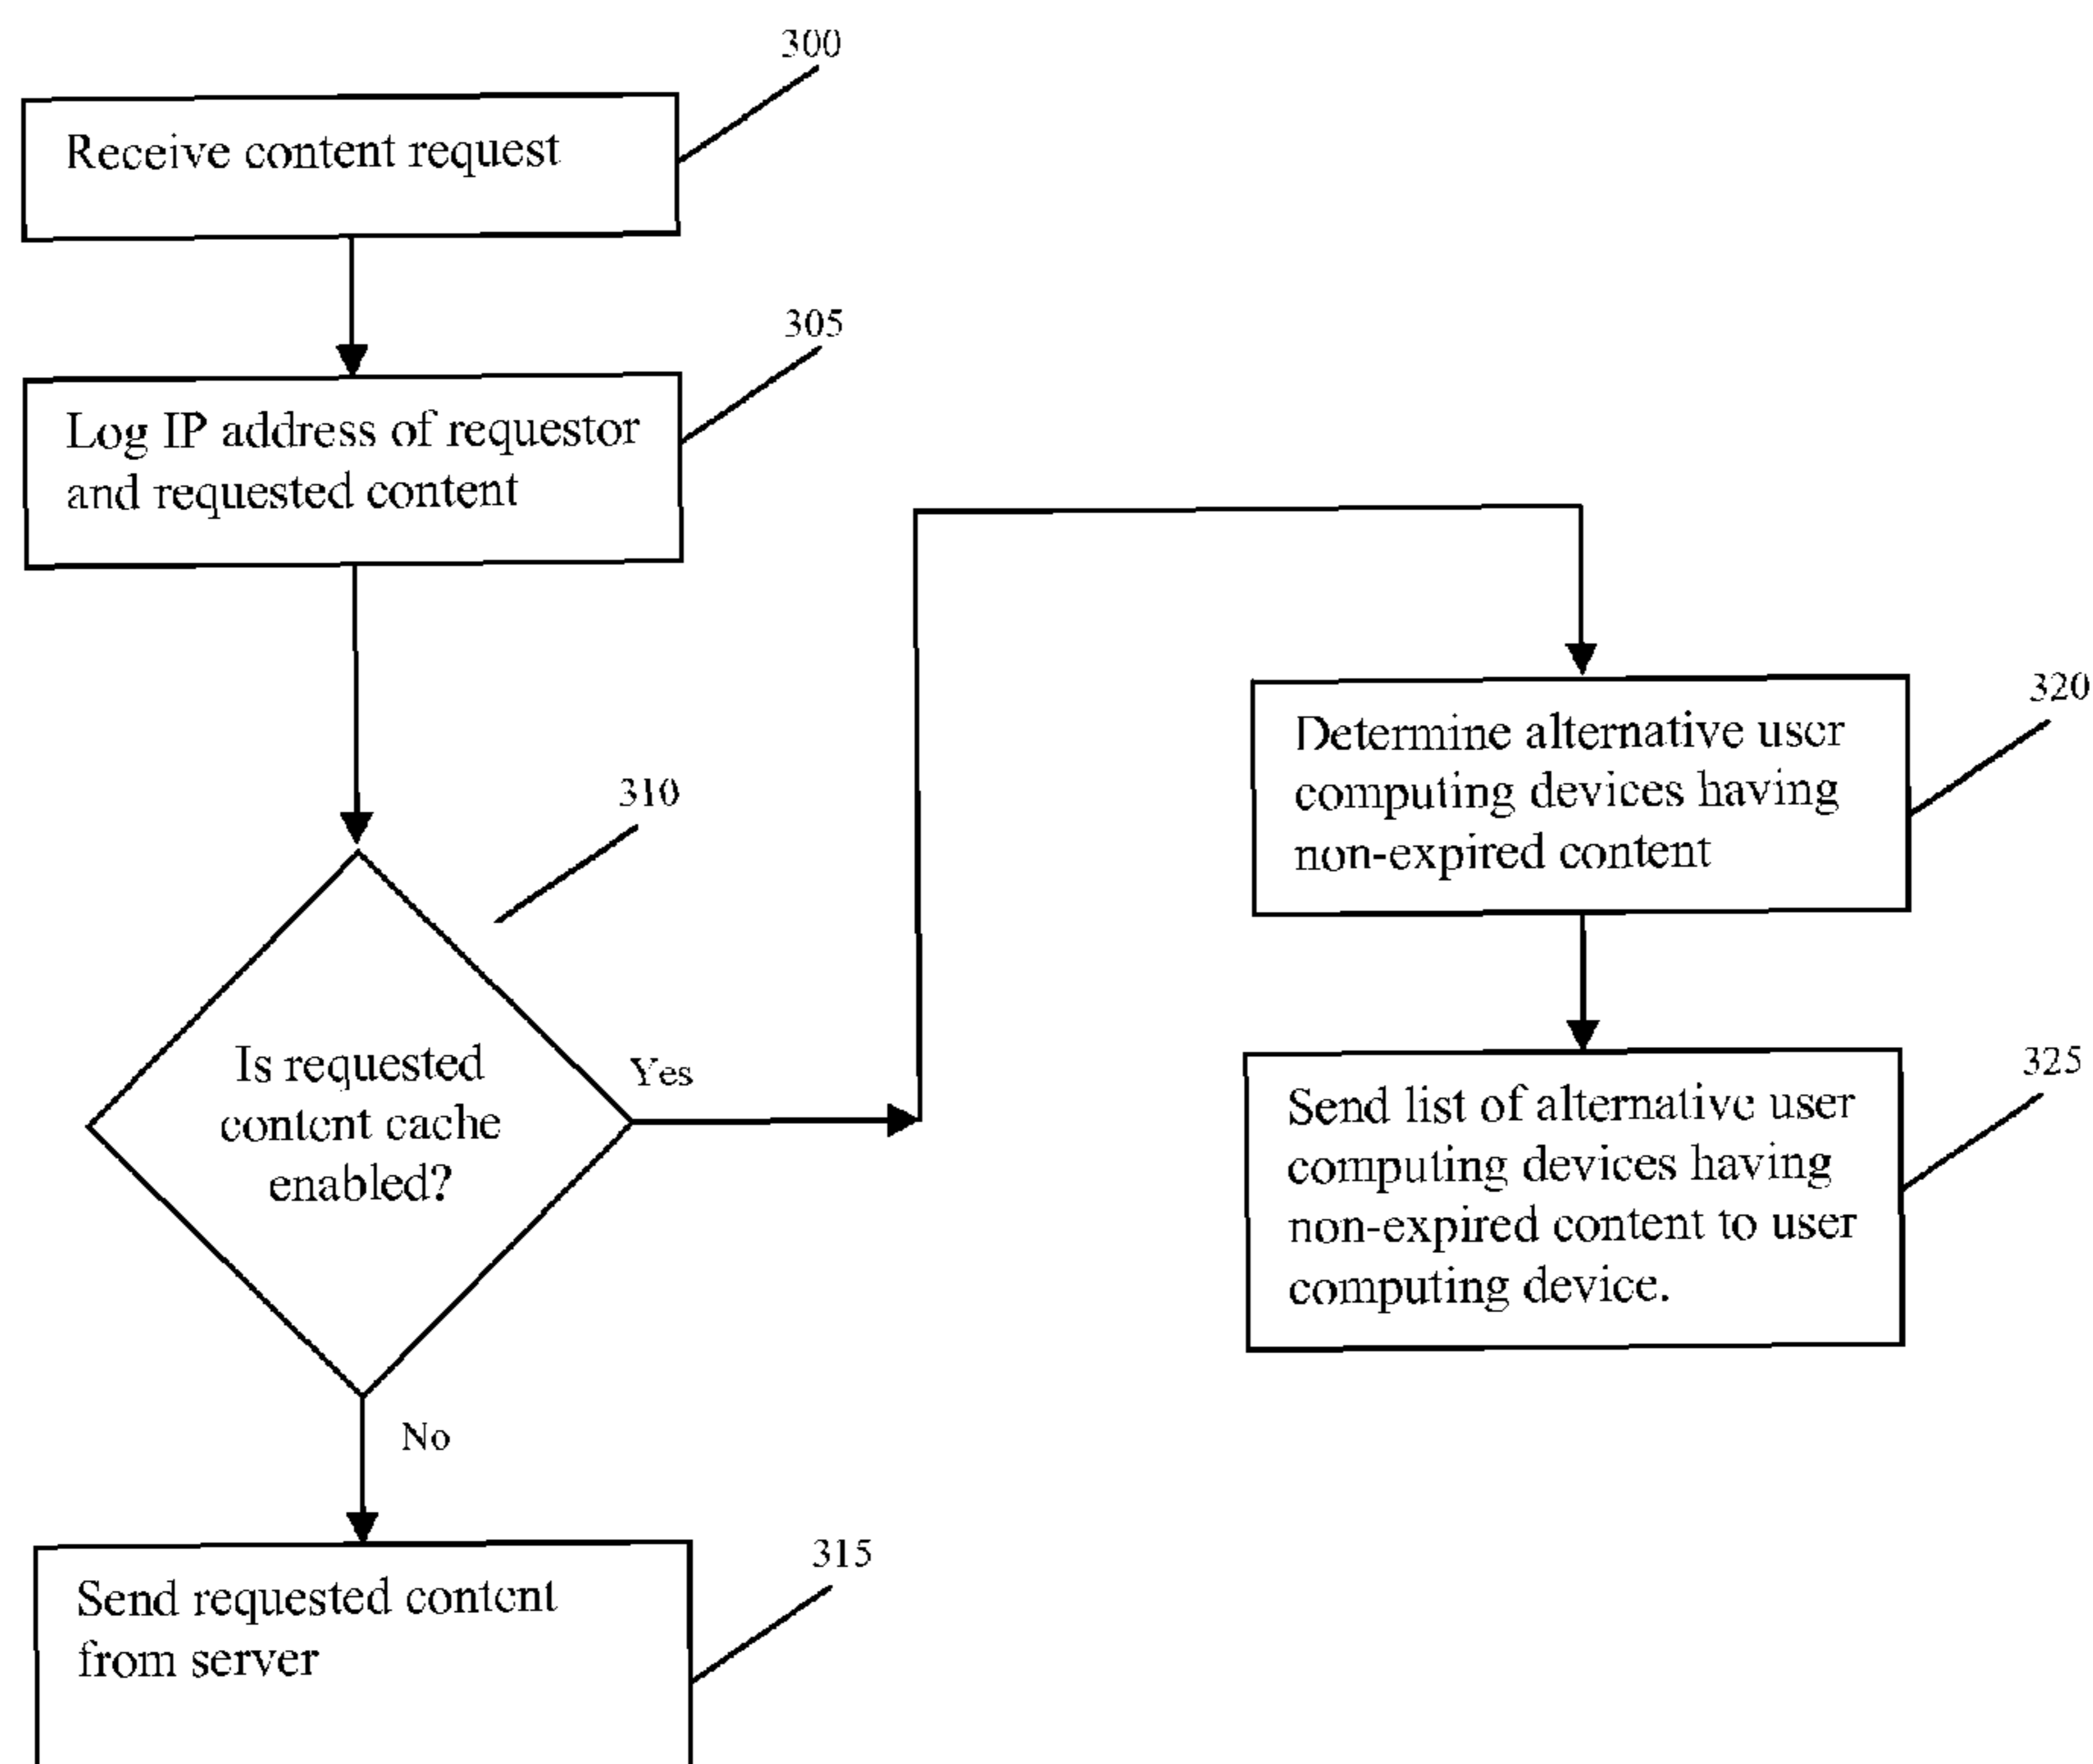 300
Receive content request
305
Log IP address of requestor
and requested content
310
Is requested
content cache
enabled?
Yes
No
315
Send requested content
from server
320
Determine alternative user
computing devices having
non-expired content
325
Send list of alternative user
computing devices having
non-expired content to user
computing device.